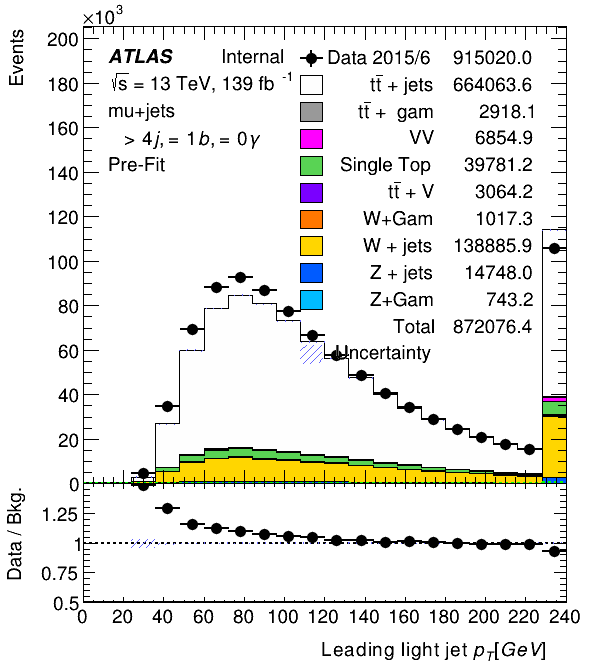 ×10³
Events
200
180
160
140
120
100
80
60
40
20
0
ATLAS Internal
√s = 13 TeV, 139 fb⁻¹
mu+jets
> 4j, = 1b, = 0γ
Pre-Fit
Data 2015/6 915020.0
tt̄ + jets 664063.6
tt̄ + gam 2918.1
VV 6854.9
Single Top 39781.2
tt̄ + V 3064.2
W+Gam 1017.3
W + jets 138885.9
Z + jets 14748.0
Z+Gam 743.2
Total 872076.4
Uncertainty
Data / Bkg.
1.25
1
0.75
0.5
0 20 40 60 80 100 120 140 160 180 200 220 240
Leading light jet p_T[GeV]